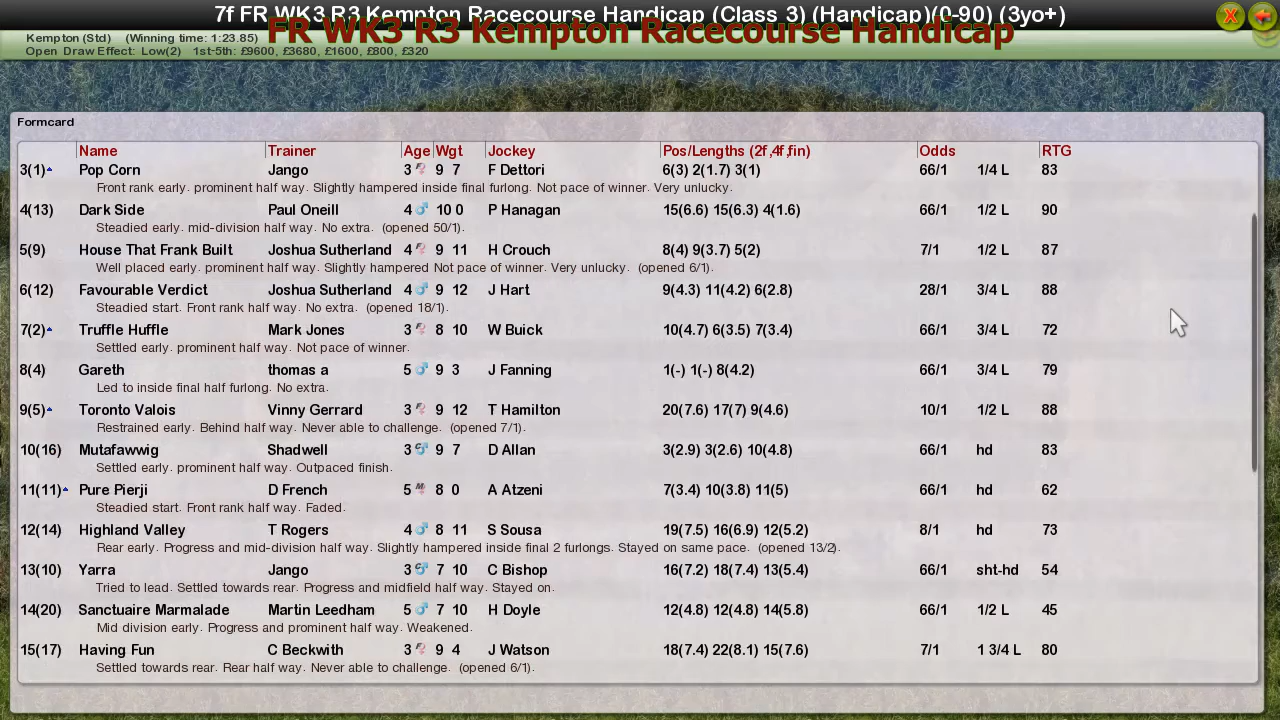 7f FR WK3 R3 Kempton Racecourse Handicap (Class 3) (Handicap)(0-90) (3yo+)
FR WK3 R3 Kempton Racecourse Handicap
Kempton (Std) (Winning time: 1:23.85)
Open Draw Effect: Low(2) 1st-5th: £9600, £3680, £1600, £800, £320
X
Formcard
Name Trainer Age Wgt Jockey Pos/Lengths (2f,4f,fin) Odds RTG
3(1) Pop Corn Jango 3 9 7 F Dettori 6(3) 2(1.7) 3(1) 66/1 1/4 L 83
Front rank early. prominent half way. Slightly hampered inside final furlong. Not pace of winner. Very unlucky.
4(13) Dark Side Paul Oneill 4 10 0 P Hanagan 15(6.6) 15(6.3) 4(1.6) 66/1 1/2 L 90
Steadied early. mid-division half way. No extra. (opened 50/1).
5(9) House That Frank Built Joshua Sutherland 4 9 11 H Crouch 8(4) 9(3.7) 5(2) 7/1 1/2 L 87
Well placed early. prominent half way. Slightly hampered Not pace of winner. Very unlucky. (opened 6/1).
6(12) Favourable Verdict Joshua Sutherland 4 9 12 J Hart 9(4.3) 11(4.2) 6(2.8) 28/1 3/4 L 88
Steadied start. Front rank half way. No extra. (opened 18/1).
7(2) Truffle Huffle Mark Jones 3 8 10 W Buick 10(4.7) 6(3.5) 7(3.4) 66/1 3/4 L 72
Settled early. prominent half way. Not pace of winner.
8(4) Gareth thomas a 5 9 3 J Fanning 1(-) 1(-) 8(4.2) 66/1 3/4 L 79
Led to inside final half furlong. No extra.
9(5) Toronto Valois Vinny Gerrard 3 9 12 T Hamilton 20(7.6) 17(7) 9(4.6) 10/1 1/2 L 88
Restrained early. Behind half way. Never able to challenge. (opened 7/1).
10(16) Mutafawwig Shadwell 3 9 7 D Allan 3(2.9) 3(2.6) 10(4.8) 66/1 hd 83
Settled early. prominent half way. Outpaced finish.
11(11) Pure Pierji D French 5 8 0 A Atzeni 7(3.4) 10(3.8) 11(5) 66/1 hd 62
Steadied start. Front rank half way. Faded.
12(14) Highland Valley T Rogers 4 8 11 S Sousa 19(7.5) 16(6.9) 12(5.2) 8/1 hd 73
Rear early. Progress and mid-division half way. Slightly hampered inside final 2 furlongs. Stayed on same pace. (opened 13/2).
13(10) Yarra Jango 3 7 10 C Bishop 16(7.2) 18(7.4) 13(5.4) 66/1 sht-hd 54
Tried to lead. Settled towards rear. Progress and midfield half way. Stayed on.
14(20) Sanctuaire Marmalade Martin Leedham 5 7 10 H Doyle 12(4.8) 12(4.8) 14(5.8) 66/1 1/2 L 45
Mid division early. Progress and prominent half way. Weakened.
15(17) Having Fun C Beckwith 3 9 4 J Watson 18(7.4) 22(8.1) 15(7.6) 7/1 1 3/4 L 80
Settled towards rear. Rear half way. Never able to challenge. (opened 6/1).